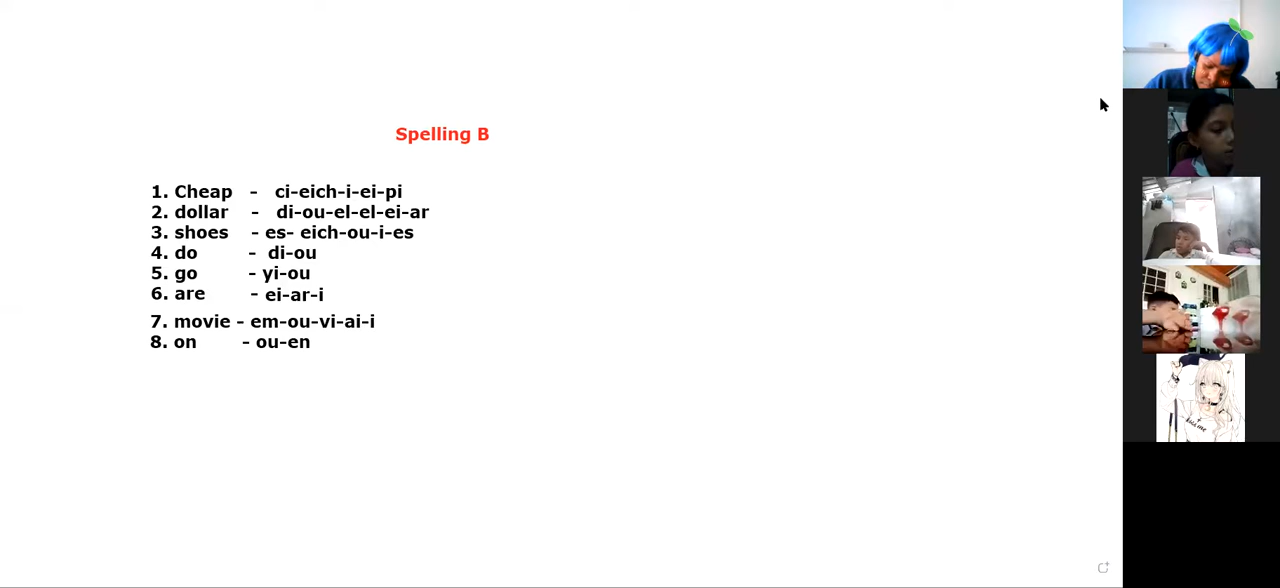 Spelling B
1. Cheap - ci-eich-i-ei-pi
2. dollar - di-ou-el-el-ei-ar
3. shoes - es- eich-ou-i-es
4. do - di-ou
5. go - yi-ou
6. are - ei-ar-i
7. movie - em-ou-vi-ai-i
8. on - ou-en